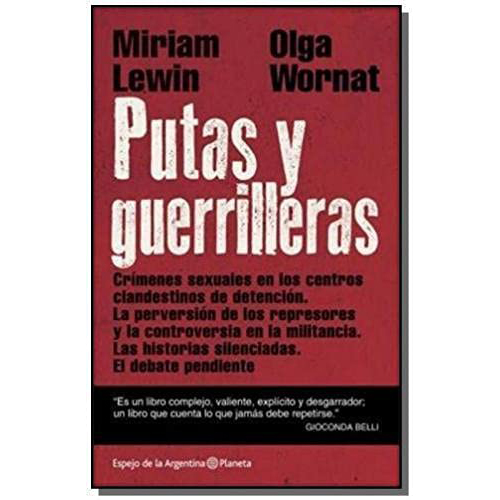 Miriam Lewin
Olga Wornat
Putas y
guerrilleras
Crímenes sexuales en los centros
clandestinos de detención.
La perversión de los represores
y la controversia en la militancia.
Las historias silenciadas.
El debate pendiente
"Es un libro complejo, valiente, explícito y desgarrador;
un libro que cuenta lo que jamás debe repetirse."
GIOCONDA BELLI
Espejo de la Argentina Planeta